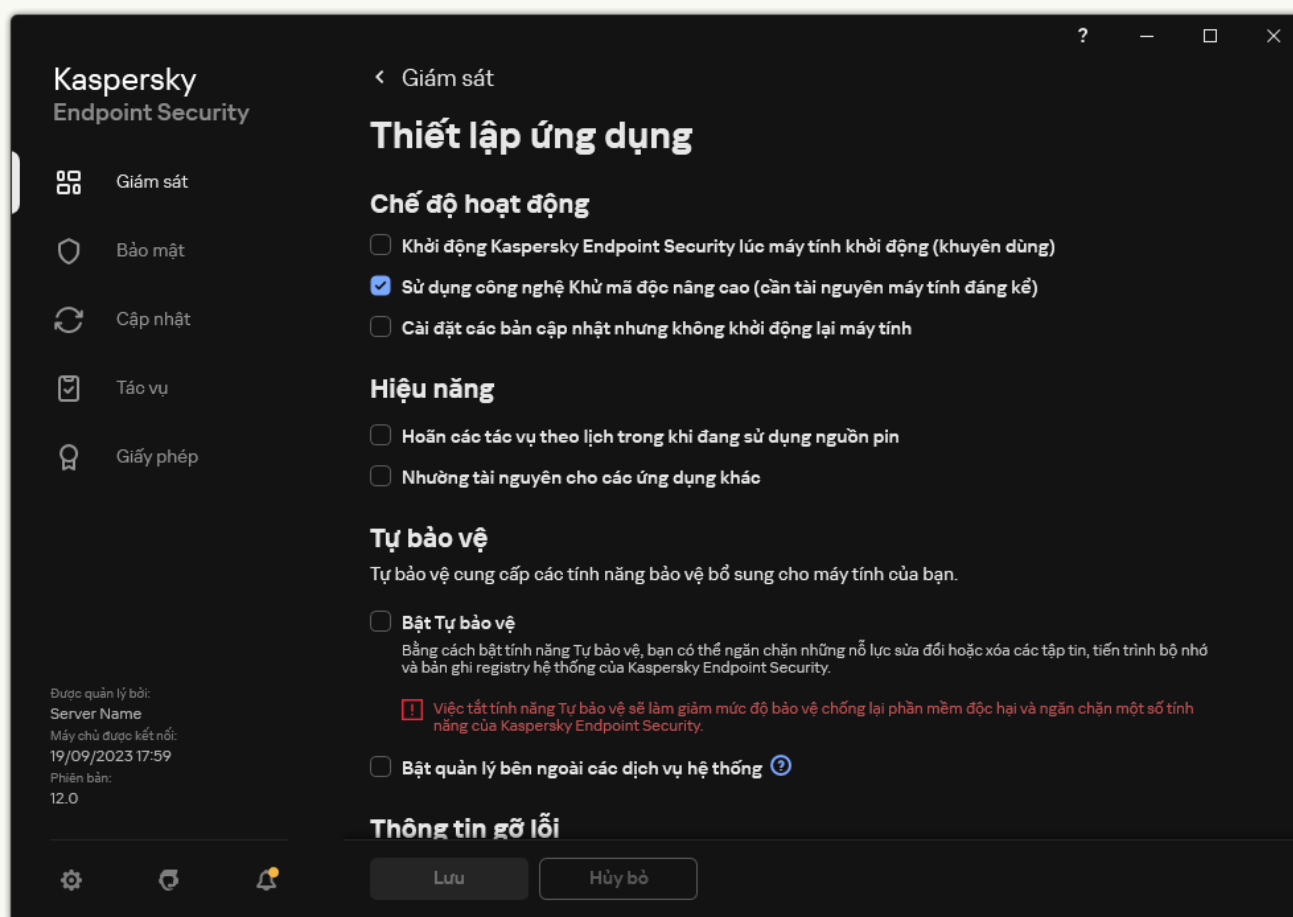 ?
Kaspersky
Endpoint Security
Giám sát
Bảo mật
Cập nhật
Tác vụ
Giấy phép
Được quản lý bởi:
Server Name
Máy chủ được kết nối:
19/09/2023 17:59
Phiên bản:
12.0
Giám sát
Thiết lập ứng dụng
Chế độ hoạt động
Khởi động Kaspersky Endpoint Security lúc máy tính khởi động (khuyên dùng)
Sử dụng công nghệ Khử mã độc nâng cao (cần tài nguyên máy tính đáng kể)
Cài đặt các bản cập nhật nhưng không khởi động lại máy tính
Hiệu năng
Hoãn các tác vụ theo lịch trong khi đang sử dụng nguồn pin
Nhường tài nguyên cho các ứng dụng khác
Tự bảo vệ
Tự bảo vệ cung cấp các tính năng bảo vệ bổ sung cho máy tính của bạn.
Bật Tự bảo vệ
Bằng cách bật tính năng Tự bảo vệ, bạn có thể ngăn chặn những nỗ lực sửa đổi hoặc xóa các tập tin, tiến trình bộ nhớ
và bản ghi registry hệ thống của Kaspersky Endpoint Security.
Việc tắt tính năng Tự bảo vệ sẽ làm giảm mức độ bảo vệ chống lại phần mềm độc hại và ngăn chặn một số tính
năng của Kaspersky Endpoint Security.
Bật quản lý bên ngoài các dịch vụ hệ thống ?
Thông tin gỡ lỗi
Lưu
Hủy bỏ